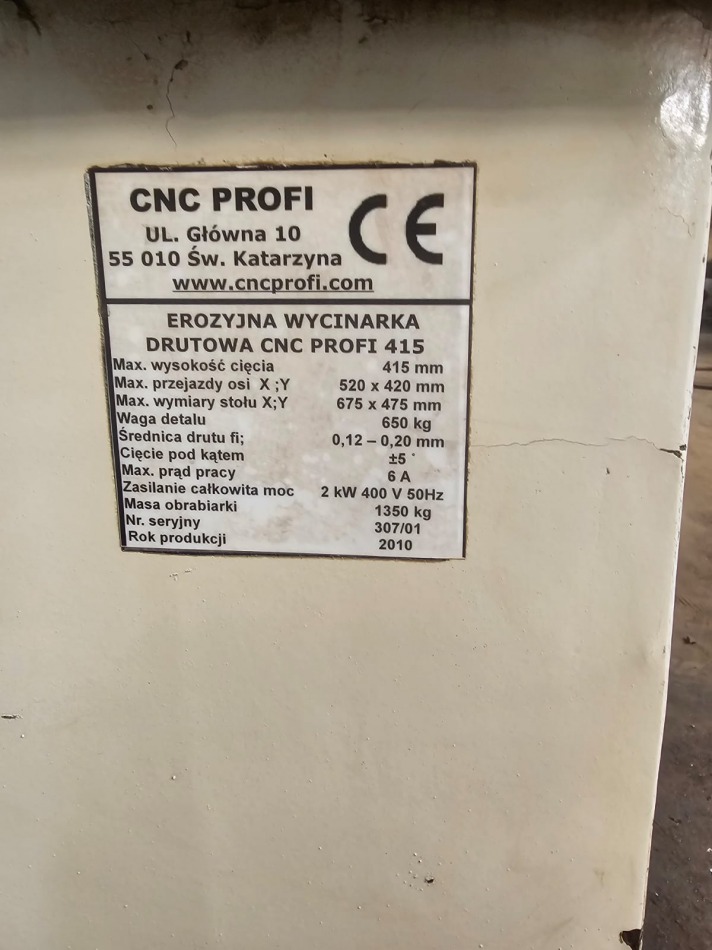 CNC PROFI
UL. Główna 10
55 010 Św. Katarzyna
www.cncprofi.com
CE
EROZYJNA WYCINARKA
DRUTOWA CNC PROFI 415
Max. wysokość cięcia 415 mm
Max. przejazdy osi X ;Y 520 x 420 mm
Max. wymiary stołu X;Y 675 x 475 mm
Waga detalu 650 kg
Średnica drutu fi; 0,12 – 0,20 mm
Cięcie pod kątem ±5 °
Max. prąd pracy 6 A
Zasilanie całkowita moc 2 kW 400 V 50Hz
Masa obrabiarki 1350 kg
Nr. seryjny 307/01
Rok produkcji 2010